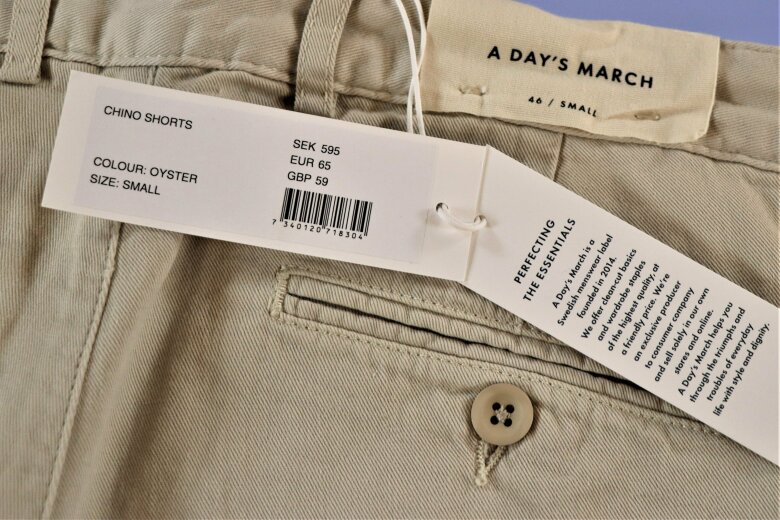 A DAY'S MARCH
46 / SMALL
CHINO SHORTS
COLOUR: OYSTER
SIZE: SMALL
SEK 595
EUR 65
GBP 59
7 340120 718304
PERFECTING
THE ESSENTIALS
A Day's March is a
Swedish menswear label
founded in 2014.
We offer clean-cut basics
and wardrobe staples
of the highest quality, at
a friendly price. We're
an exclusive producer
to consumer company
and sell solely in our own
stores and online.
A Day's March helps you
through the triumphs and
troubles of everyday
life with style and dignity.